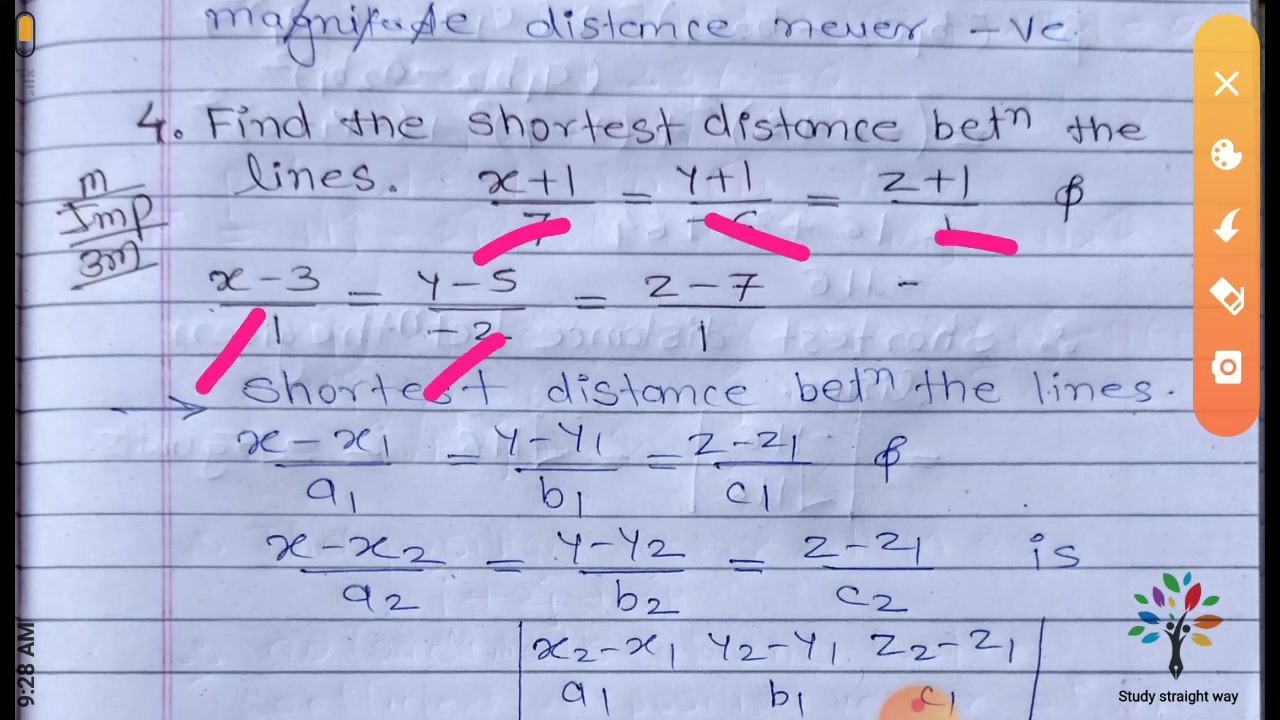 magnitude distance never -ve
4. Find the shortest distance betn the
lines. x+1/7 = y+1/-6 = z+1/1 &
m
Imp
3m
x-3/1 = y-5/-2 = z-7/1 -
→ shortest distance betn the lines.
x-x1/a1 = y-y1/b1 = z-z1/c1 &
x-x2/a2 = y-y2/b2 = z-z1/c2 is
x2-x1 y2-y1 z2-z1
a1 b1 c1
9:28 AM
Study straight way